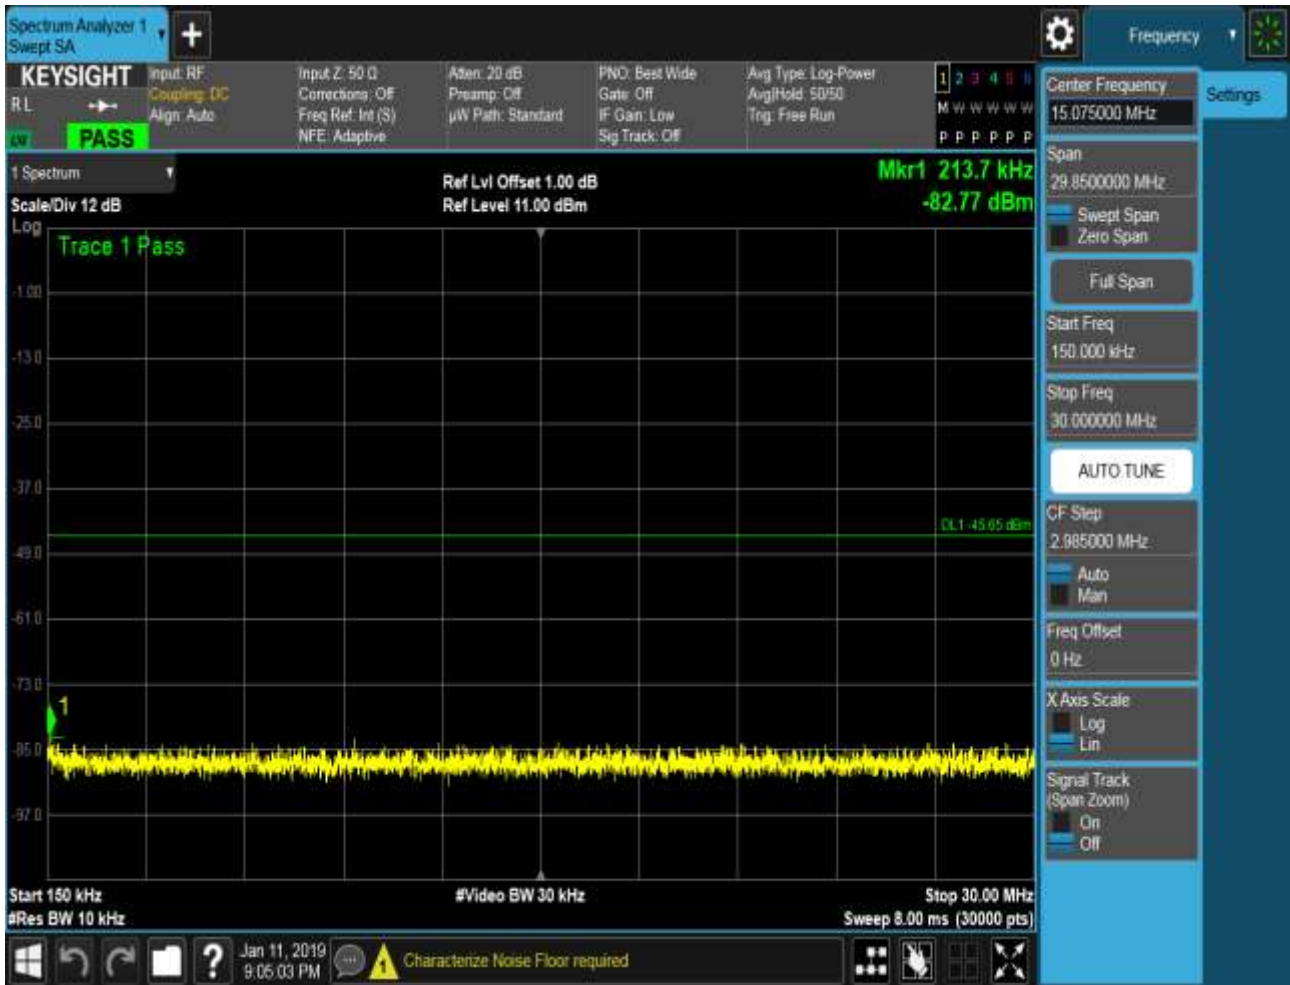 Spectrum Analyzer 1
Swept SA
+
Frequency
KEYSIGHT
R L
PASS
Input: RF
Coupling: DC
Align: Auto
Input Z: 50 Ω
Corrections: Off
Freq Ref: Int (S)
NFE: Adaptive
Atten: 20 dB
Preamp: Off
µW Path: Standard
PNO: Best Wide
Gate: Off
IF Gain: Low
Sig Track: Off
Avg Type: Log-Power
Avg|Hold: 50/50
Trig: Free Run
1 2 3 4 5 6
M W W W W W
P P P P P P
1 Spectrum
Scale/Div 12 dB
Log
Ref Lvl Offset 1.00 dB
Ref Level 11.00 dBm
Mkr1 213.7 kHz
-82.77 dBm
Trace 1 Pass
-1.00
-13.0
-25.0
-37.0
DL1 -45.65 dBm
-49.0
-61.0
-73.0
1
-85.0
-97.0
Start 150 kHz
#Video BW 30 kHz
Stop 30.00 MHz
#Res BW 10 kHz
Sweep 8.00 ms (30000 pts)
Center Frequency
15.075000 MHz
Settings
Span
29.8500000 MHz
Swept Span
Zero Span
Full Span
Start Freq
150.000 kHz
Stop Freq
30.000000 MHz
AUTO TUNE
CF Step
2.985000 MHz
Auto
Man
Freq Offset
0 Hz
X Axis Scale
Log
Lin
Signal Track
(Span Zoom)
On
Off
?
Jan 11, 2019
9:05:03 PM
1
Characterize Noise Floor required